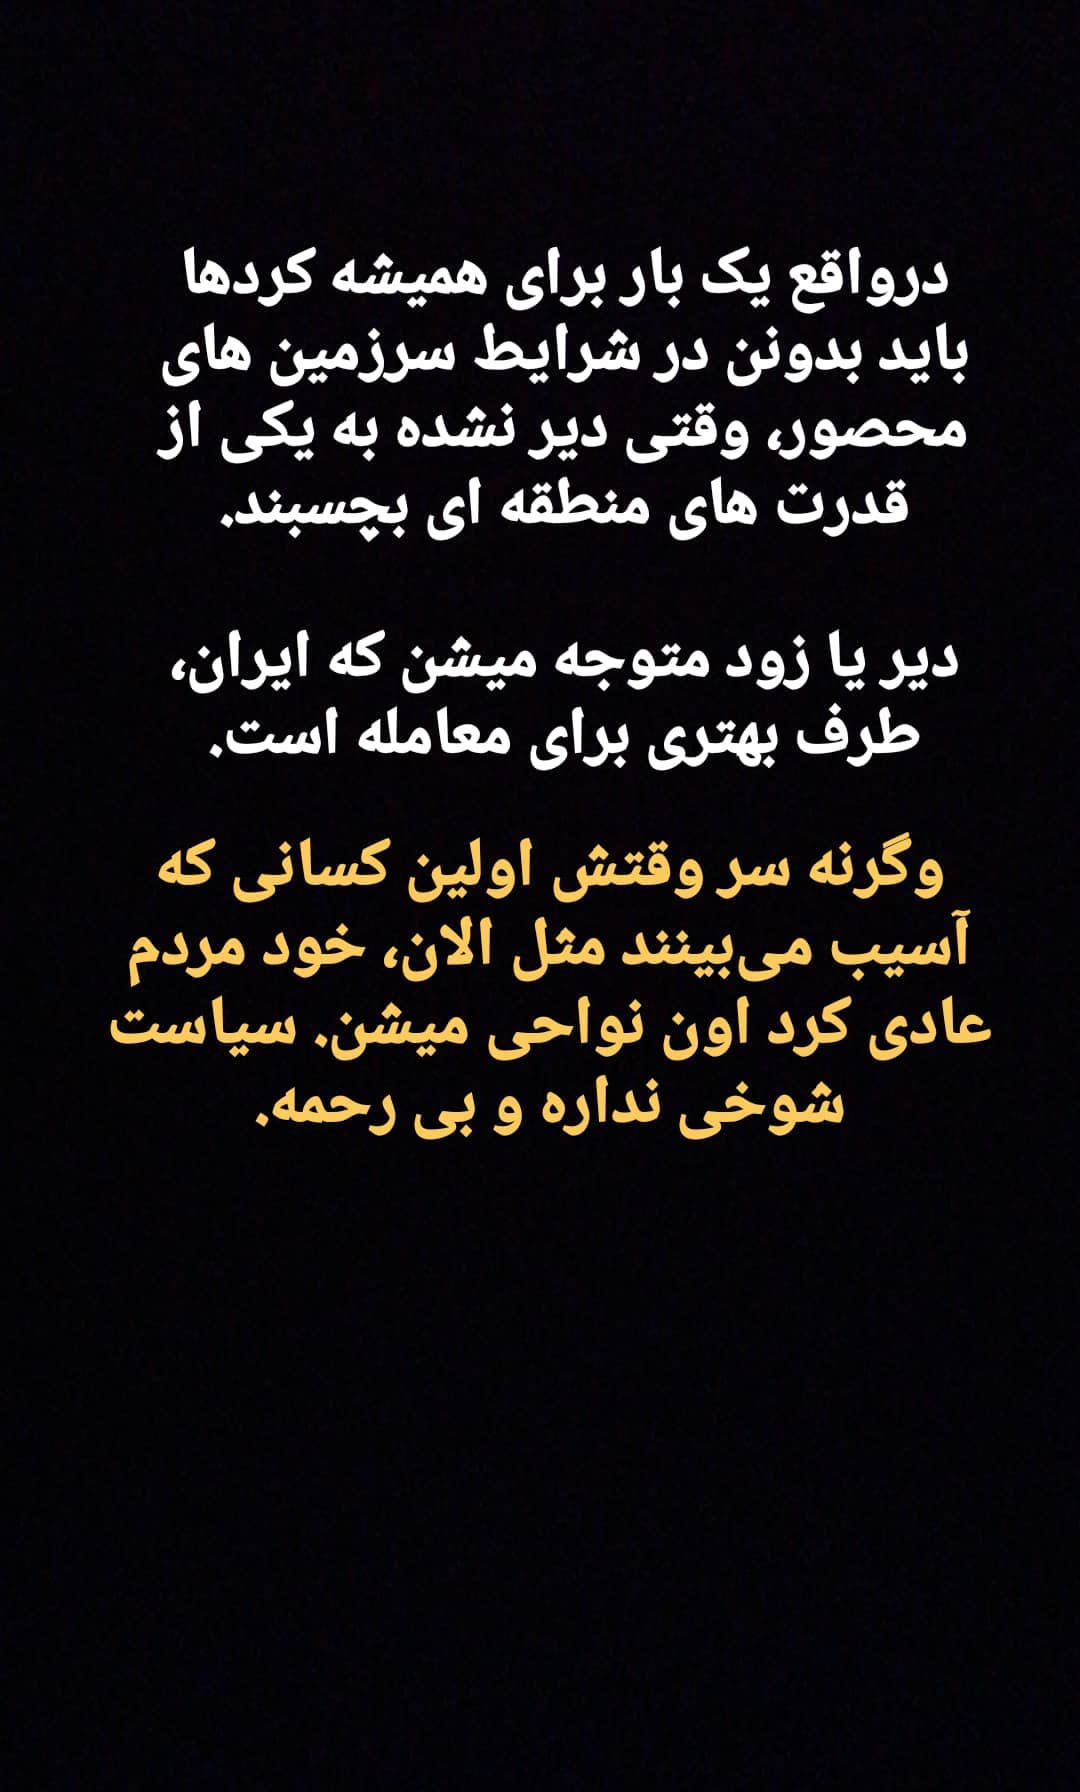 درواقع یک بار برای همیشه کردها
باید بدونن در شرایط سرزمین های
محصور، وقتی دیر نشده به یکی از
قدرت های منطقه ای بچسبند.
دیر یا زود متوجه میشن که ایران،
طرف بهتری برای معامله است.
وگرنه سر وقتش اولین کسانی که
آسیب می‌بینند مثل الان، خود مردم
عادی کرد اون نواحی میشن. سیاست
شوخی نداره و بی رحمه.